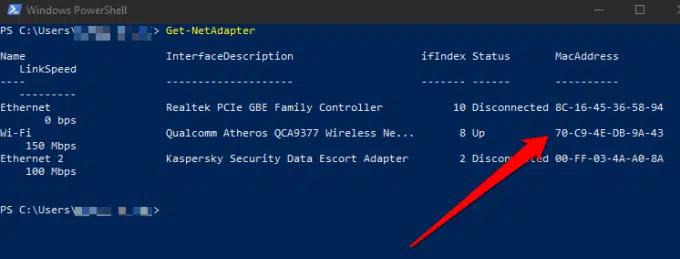 Windows PowerShell
PS C:\Users\ > Get-NetAdapter
Name InterfaceDescription ifIndex Status MacAddress
LinkSpeed
---- -------------------- ------- ------ ----------
---------
Ethernet Realtek PCIe GBE Family Controller 10 Disconnected 8C-16-45-36-58-94
0 bps
Wi-Fi Qualcomm Atheros QCA9377 Wireless Ne... 8 Up 70-C9-4E-DB-9A-43
150 Mbps
Ethernet 2 Kaspersky Security Data Escort Adapter 2 00-FF-03-4A-A0-8A
100 Mbps
PS C:\Users\ >